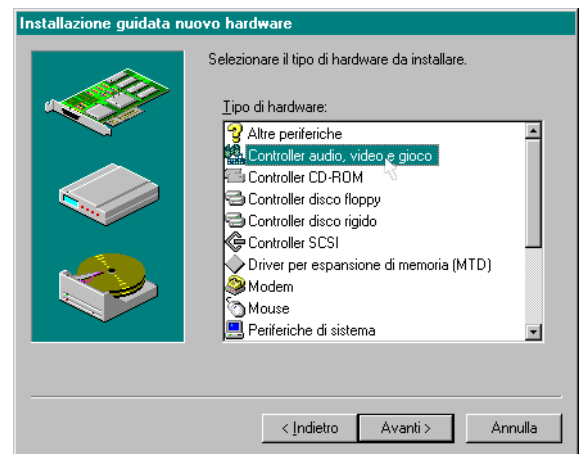 Installazione guidata nuovo hardware
Selezionare il tipo di hardware da installare.
Tipo di hardware:
Altre periferiche
Controller audio, video e gioco
Controller CD-ROM
Controller disco floppy
Controller disco rigido
Controller SCSI
Driver per espansione di memoria (MTD)
Modem
Mouse
Periferiche di sistema
< Indietro
Avanti >
Annulla